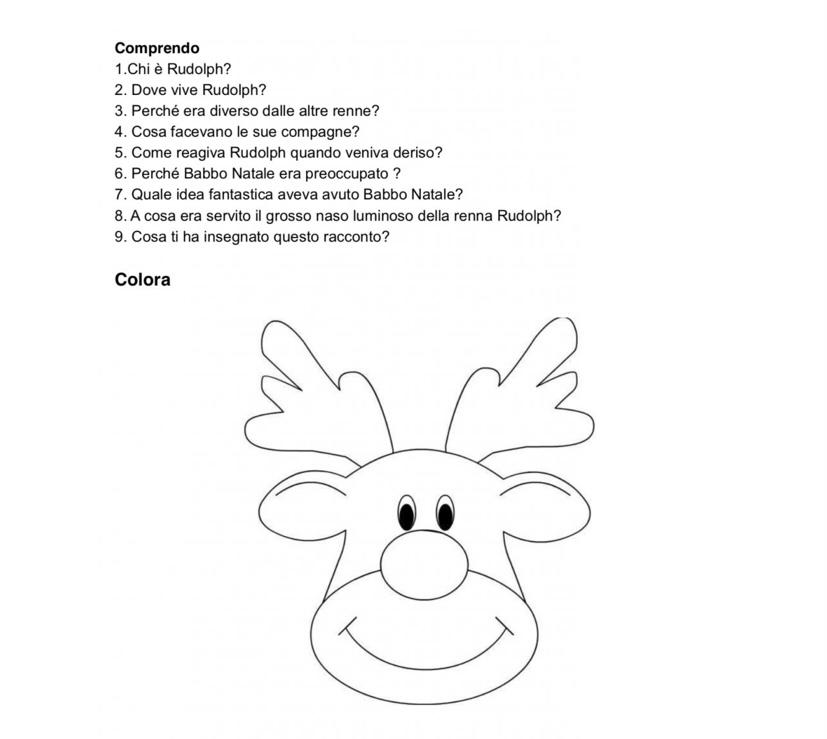 Comprendo
1.Chi è Rudolph?
2. Dove vive Rudolph?
3. Perché era diverso dalle altre renne?
4. Cosa facevano le sue compagne?
5. Come reagiva Rudolph quando veniva deriso?
6. Perché Babbo Natale era preoccupato ?
7. Quale idea fantastica aveva avuto Babbo Natale?
8. A cosa era servito il grosso naso luminoso della renna Rudolph?
9. Cosa ti ha insegnato questo racconto?
Colora